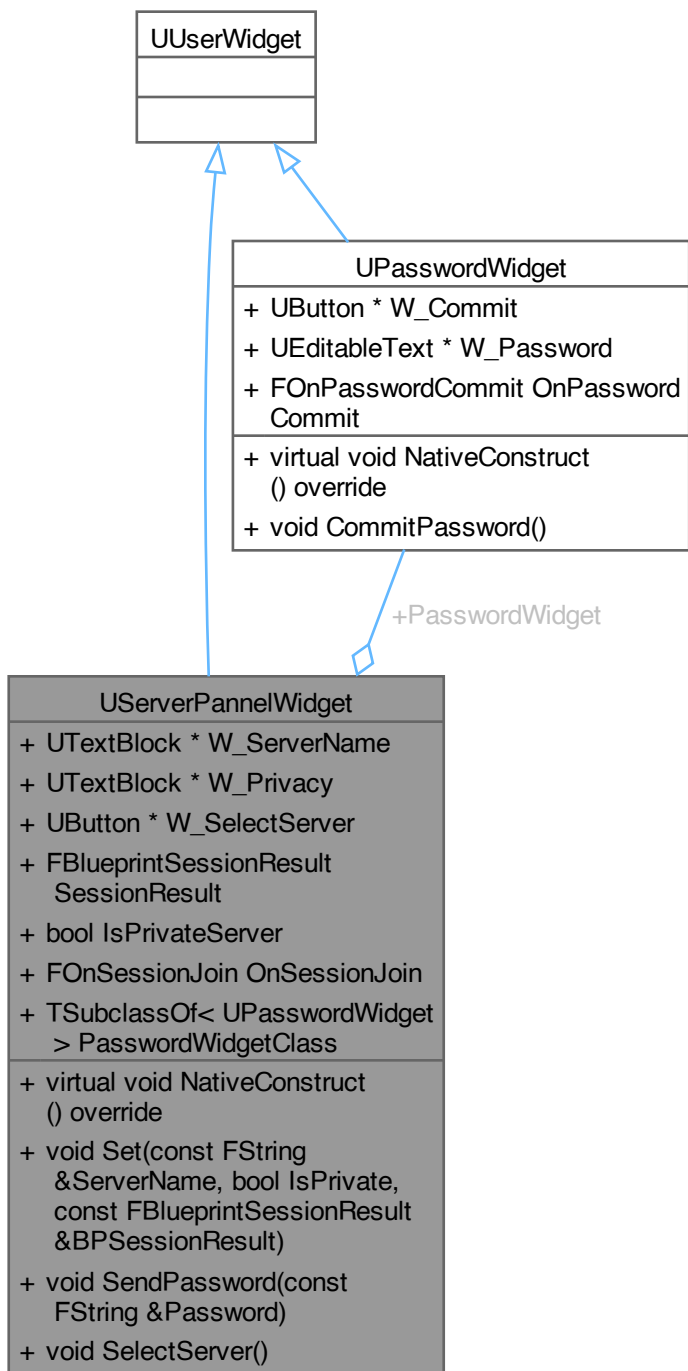 UUserWidget
UPasswordWidget
+ UButton * W_Commit
+ UEditableText * W_Password
+ FOnPasswordCommit OnPassword
Commit
+ virtual void NativeConstruct
() override
+ void CommitPassword()
+PasswordWidget
UServerPannelWidget
+ UTextBlock * W_ServerName
+ UTextBlock * W_Privacy
+ UButton * W_SelectServer
+ FBlueprintSessionResult
SessionResult
+ bool IsPrivateServer
+ FOnSessionJoin OnSessionJoin
+ TSubclassOf< UPasswordWidget
> PasswordWidgetClass
+ virtual void NativeConstruct
() override
+ void Set(const FString
&ServerName, bool IsPrivate,
const FBlueprintSessionResult
&BPSessionResult)
+ void SendPassword(const
FString &Password)
+ void SelectServer()